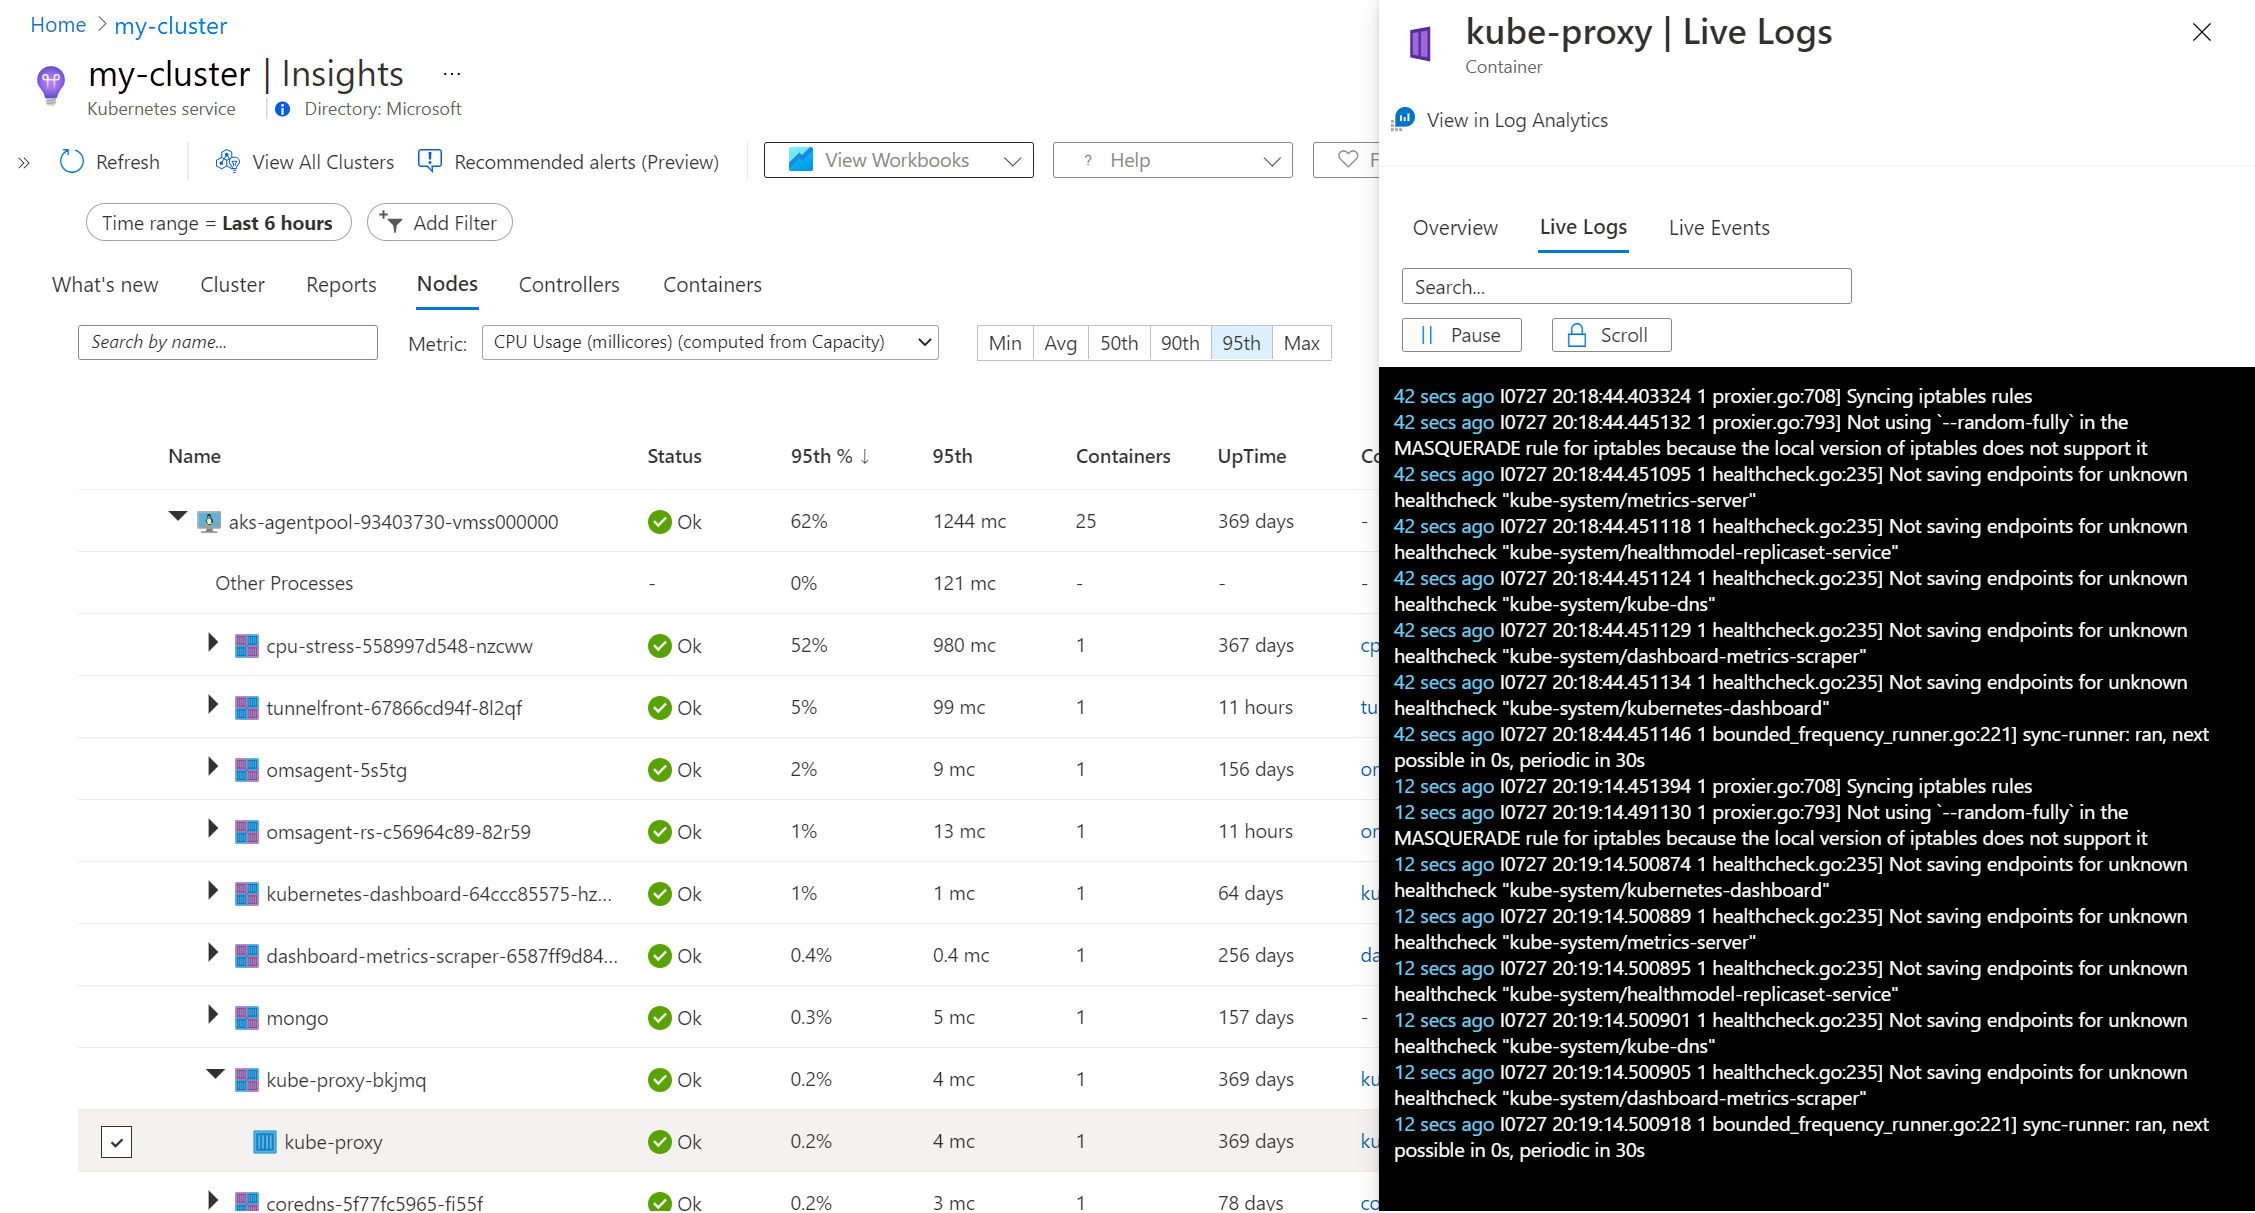 Home > my-cluster
my-cluster | Insights ...
Kubernetes service
Directory: Microsoft
Refresh
View All Clusters
Recommended alerts (Preview)
View Workbooks
? Help
F
Time range = Last 6 hours
Add Filter
What's new
Cluster
Reports
Nodes
Controllers
Containers
Search by name...
Metric:
CPU Usage (millicores) (computed from Capacity)
Min Avg 50th 90th 95th Max
Name Status 95th % ↓ 95th Containers UpTime Co
aks-agentpool-93403730-vmss000000 Ok 62% 1244 mc 25 369 days -
Other Processes - 0% 121 mc - - -
cpu-stress-558997d548-nzcww Ok 52% 980 mc 1 367 days cp
tunnelfront-67866cd94f-8l2qf Ok 5% 99 mc 1 11 hours tu
omsagent-5s5tg Ok 2% 9 mc 1 156 days or
omsagent-rs-c56964c89-82r59 Ok 1% 13 mc 1 11 hours or
kubernetes-dashboard-64ccc85575-hz... Ok 1% 1 mc 1 64 days ku
dashboard-metrics-scraper-6587ff9d84... Ok 0.4% 0.4 mc 1 256 days da
mongo Ok 0.3% 5 mc 1 157 days -
kube-proxy-bkjmq Ok 0.2% 4 mc 1 369 days ku
kube-proxy Ok 0.2% 4 mc 1 369 days ku
coredns-5f77fc5965-fj55f Ok 0.2% 3 mc 1 78 days co
kube-proxy | Live Logs
Container
View in Log Analytics
Overview
Live Logs
Live Events
Search...
Pause
Scroll
42 secs ago I0727 20:18:44.403324 1 proxier.go:708] Syncing iptables rules
42 secs ago I0727 20:18:44.445132 1 proxier.go:793] Not using `--random-fully` in the
MASQUERADE rule for iptables because the local version of iptables does not support it
42 secs ago I0727 20:18:44.451095 1 healthcheck.go:235] Not saving endpoints for unknown
healthcheck "kube-system/metrics-server"
42 secs ago I0727 20:18:44.451118 1 healthcheck.go:235] Not saving endpoints for unknown
healthcheck "kube-system/healthmodel-replicaset-service"
42 secs ago I0727 20:18:44.451124 1 healthcheck.go:235] Not saving endpoints for unknown
healthcheck "kube-system/kube-dns"
42 secs ago I0727 20:18:44.451129 1 healthcheck.go:235] Not saving endpoints for unknown
healthcheck "kube-system/dashboard-metrics-scraper"
42 secs ago I0727 20:18:44.451134 1 healthcheck.go:235] Not saving endpoints for unknown
healthcheck "kube-system/kubernetes-dashboard"
42 secs ago I0727 20:18:44.451146 1 bounded_frequency_runner.go:221] sync-runner: ran, next
possible in 0s, periodic in 30s
12 secs ago I0727 20:19:14.451394 1 proxier.go:708] Syncing iptables rules
12 secs ago I0727 20:19:14.491130 1 proxier.go:793] Not using `--random-fully` in the
MASQUERADE rule for iptables because the local version of iptables does not support it
12 secs ago I0727 20:19:14.500874 1 healthcheck.go:235] Not saving endpoints for unknown
healthcheck "kube-system/kubernetes-dashboard"
12 secs ago I0727 20:19:14.500889 1 healthcheck.go:235] Not saving endpoints for unknown
healthcheck "kube-system/metrics-server"
12 secs ago I0727 20:19:14.500895 1 healthcheck.go:235] Not saving endpoints for unknown
healthcheck "kube-system/healthmodel-replicaset-service"
12 secs ago I0727 20:19:14.500901 1 healthcheck.go:235] Not saving endpoints for unknown
healthcheck "kube-system/kube-dns"
12 secs ago I0727 20:19:14.500905 1 healthcheck.go:235] Not saving endpoints for unknown
healthcheck "kube-system/dashboard-metrics-scraper"
12 secs ago I0727 20:19:14.500918 1 bounded_frequency_runner.go:221] sync-runner: ran, next
possible in 0s, periodic in 30s